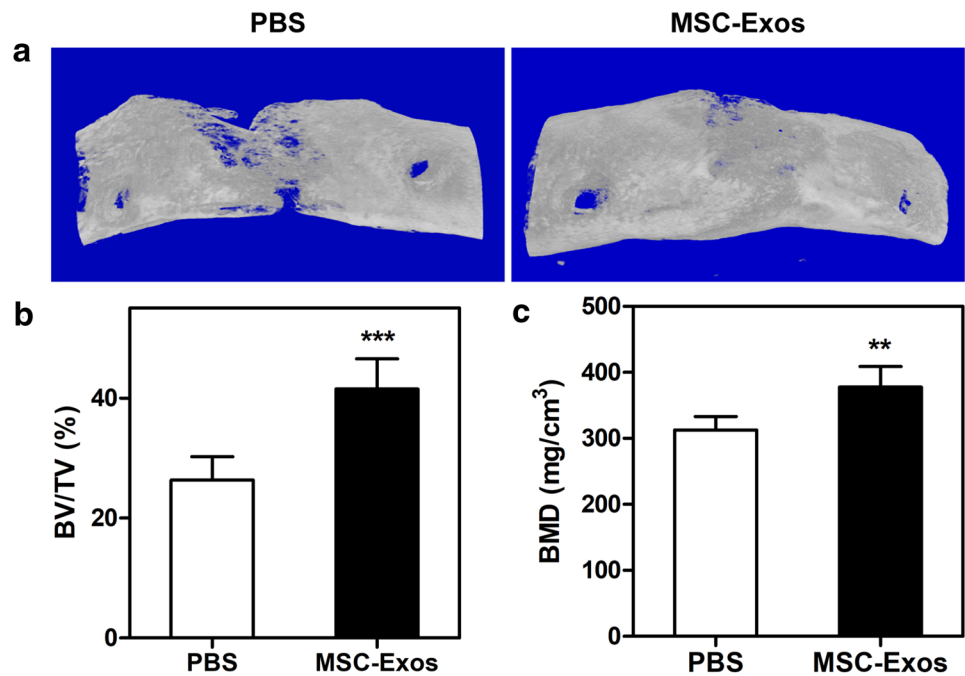 PBS
MSC-Exos
a
b
***
BV/TV (%)
40
20
0
PBS
MSC-Exos
c
**
BMD (mg/cm³)
500
400
300
200
100
0
PBS
MSC-Exos